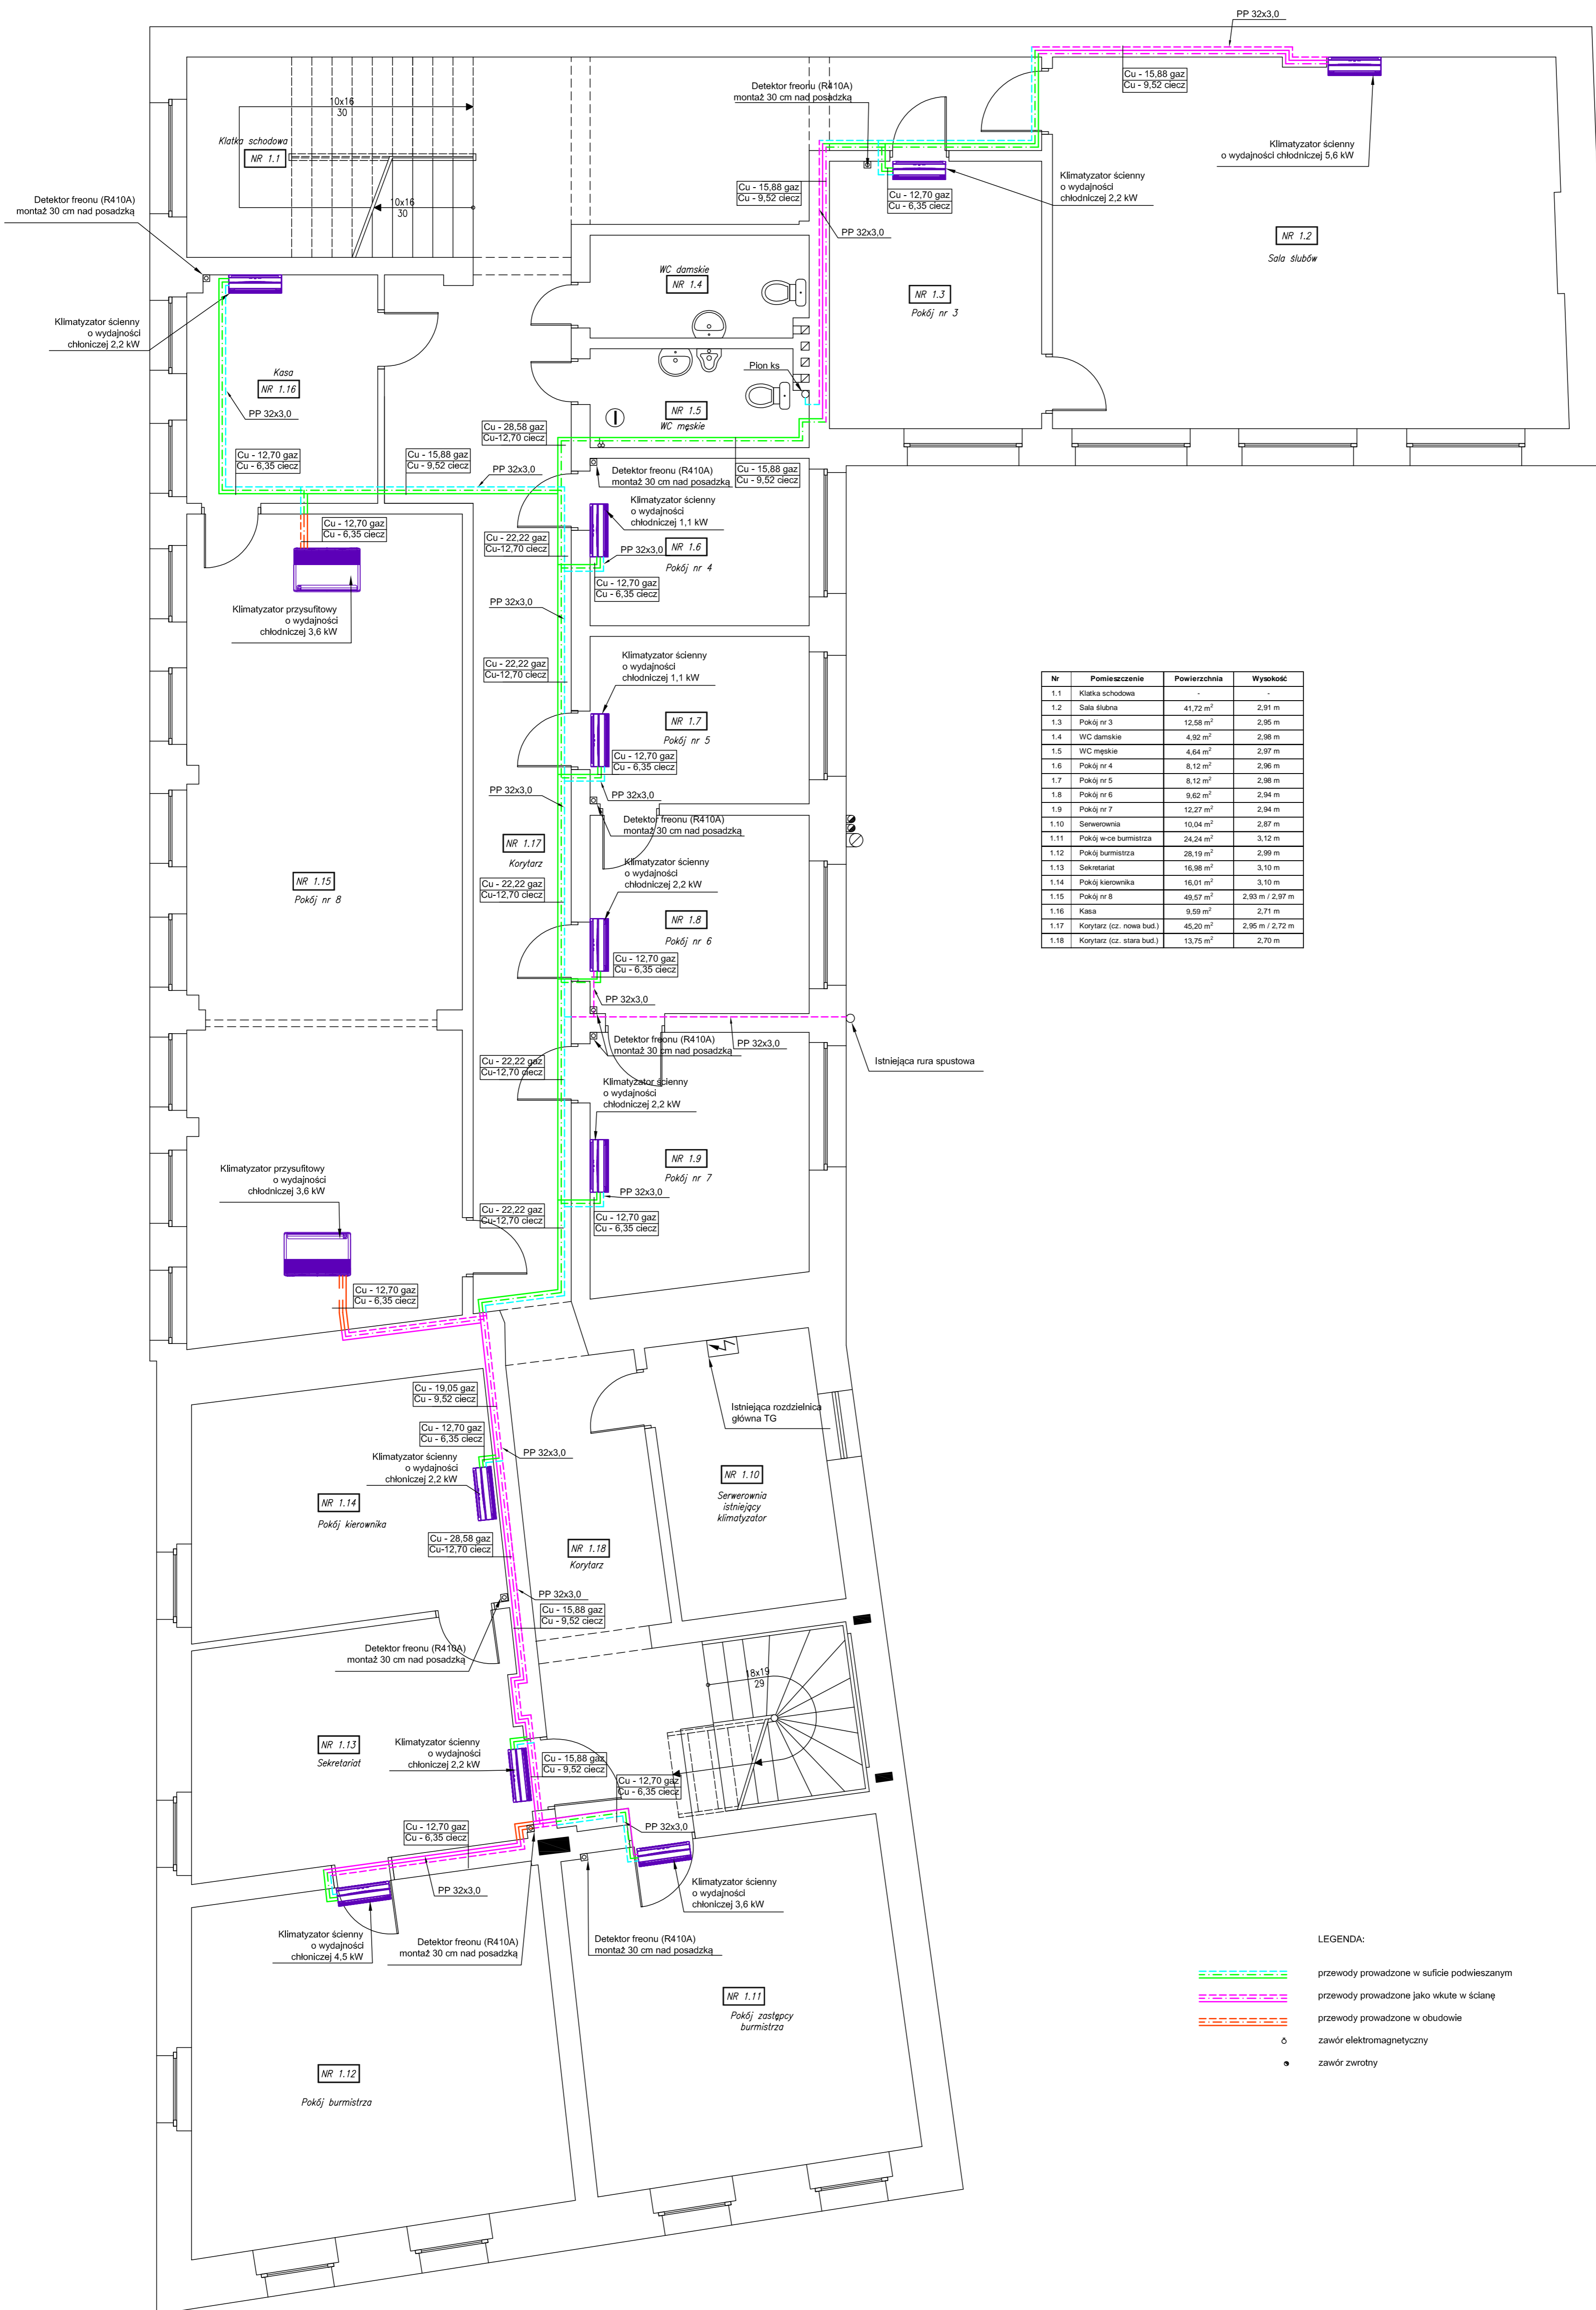 PP 32x3,0
Cu - 15,88 gaz
Cu - 9,52 ciecz
Detektor freonu (R410A)
montaż 30 cm nad posadzką
10x16
30
Klatka schodowa
NR 1.1
10x16
30
Klimatyzator ścienny
o wydajności chłodniczej 5,6 kW
Klimatyzator ścienny
o wydajności
chłodniczej 2,2 kW
Cu - 15,88 gaz
Cu - 9,52 ciecz
Cu - 12,70 gaz
Cu - 6,35 ciecz
Detektor freonu (R410A)
montaż 30 cm nad posadzką
PP 32x3,0
NR 1.2
Sala ślubów
WC damskie
NR 1.4
NR 1.3
Pokój nr 3
Klimatyzator ścienny
o wydajności
chłoniczej 2,2 kW
Kasa
NR 1.16
PP 32x3,0
Pion ks
NR 1.5
WC męskie
Cu - 28,58 gaz
Cu-12,70 ciecz
Cu - 12,70 gaz
Cu - 6,35 ciecz
Cu - 15,88 gaz
Cu - 9,52 ciecz
PP 32x3,0
Detektor freonu (R410A)
montaż 30 cm nad posadzką
Cu - 15,88 gaz
Cu - 9,52 ciecz
Klimatyzator ścienny
o wydajności
chłodniczej 1,1 kW
Cu - 12,70 gaz
Cu - 6,35 ciecz
Cu - 22,22 gaz
Cu-12,70 ciecz
PP 32x3,0
NR 1.6
Pokój nr 4
Cu - 12,70 gaz
Cu - 6,35 ciecz
Klimatyzator przysufitowy
o wydajności
chłodniczej 3,6 kW
PP 32x3,0
Cu - 22,22 gaz
Cu-12,70 ciecz
Klimatyzator ścienny
o wydajności
chłodniczej 1,1 kW
NR 1.7
Pokój nr 5
Cu - 12,70 gaz
Cu - 6,35 ciecz
PP 32x3,0
PP 32x3,0
Detektor freonu (R410A)
montaż 30 cm nad posadzką
NR 1.17
Korytarz
Klimatyzator ścienny
o wydajności
chłodniczej 2,2 kW
NR 1.15
Pokój nr 8
Cu - 22,22 gaz
Cu-12,70 ciecz
NR 1.8
Pokój nr 6
Cu - 12,70 gaz
Cu - 6,35 ciecz
PP 32x3,0
Detektor freonu (R410A)
montaż 30 cm nad posadzką
PP 32x3,0
Istniejąca rura spustowa
Cu - 22,22 gaz
Cu-12,70 ciecz
Klimatyzator ścienny
o wydajności
chłodniczej 2,2 kW
NR 1.9
Pokój nr 7
PP 32x3,0
Cu - 22,22 gaz
Cu-12,70 ciecz
Cu - 12,70 gaz
Cu - 6,35 ciecz
Klimatyzator przysufitowy
o wydajności
chłodniczej 3,6 kW
Cu - 12,70 gaz
Cu - 6,35 ciecz
Nr Pomieszczenie Powierzchnia Wysokość
1.1 Klatka schodowa - -
1.2 Sala ślubna 41,72 m² 2,91 m
1.3 Pokój nr 3 12,58 m² 2,95 m
1.4 WC damskie 4,92 m² 2,98 m
1.5 WC męskie 4,64 m² 2,97 m
1.6 Pokój nr 4 8,12 m² 2,96 m
1.7 Pokój nr 5 8,12 m² 2,98 m
1.8 Pokój nr 6 9,62 m² 2,94 m
1.9 Pokój nr 7 12,27 m² 2,94 m
1.10 Serwerownia 10,04 m² 2,87 m
1.11 Pokój w-ce burmistrza 24,24 m² 3,12 m
1.12 Pokój burmistrza 28,19 m² 2,99 m
1.13 Sekretariat 16,98 m² 3,10 m
1.14 Pokój kierownika 16,01 m² 3,10 m
1.15 Pokój nr 8 49,57 m² 2,93 m / 2,97 m
1.16 Kasa 9,59 m² 2,71 m
1.17 Korytarz (cz. nowa bud.) 45,20 m² 2,95 m / 2,72 m
1.18 Korytarz (cz. stara bud.) 13,75 m² 2,70 m
Cu - 19,05 gaz
Cu - 9,52 ciecz
Cu - 12,70 gaz
Cu - 6,35 ciecz
PP 32x3,0
Istniejąca rozdzielnica
główna TG
Klimatyzator ścienny
o wydajności
chłoniczej 2,2 kW
NR 1.14
Pokój kierownika
NR 1.10
Serwerownia
istniejący
klimatyzator
Cu - 28,58 gaz
Cu-12,70 ciecz
NR 1.18
Korytarz
PP 32x3,0
Cu - 15,88 gaz
Cu - 9,52 ciecz
Detektor freonu (R410A)
montaż 30 cm nad posadzką
18x19
29
NR 1.13
Sekretariat
Klimatyzator ścienny
o wydajności
chłoniczej 2,2 kW
Cu - 15,88 gaz
Cu - 9,52 ciecz
Cu - 12,70 gaz
Cu - 6,35 ciecz
Cu - 12,70 gaz
Cu - 6,35 ciecz
PP 32x3,0
PP 32x3,0
Klimatyzator ścienny
o wydajności
chłoniczej 3,6 kW
Klimatyzator ścienny
o wydajności
chłoniczej 4,5 kW
Detektor freonu (R410A)
montaż 30 cm nad posadzką
Detektor freonu (R410A)
montaż 30 cm nad posadzką
NR 1.11
Pokój zastępcy
burmistrza
NR 1.12
Pokój burmistrza
LEGENDA:
przewody prowadzone w suficie podwieszanym
przewody prowadzone jako wkute w ścianę
przewody prowadzone w obudowie
zawór elektromagnetyczny
zawór zwrotny